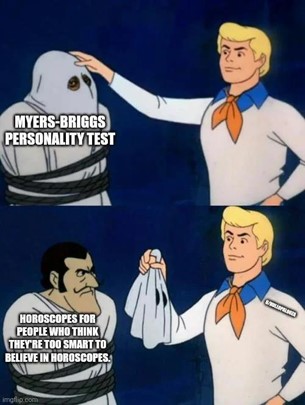 MYERS-BRIGGS
PERSONALITY TEST
HOROSCOPES FOR
PEOPLE WHO THINK
THEY'RE TOO SMART TO
BELIEVE IN HOROSCOPES.
imgflip.com